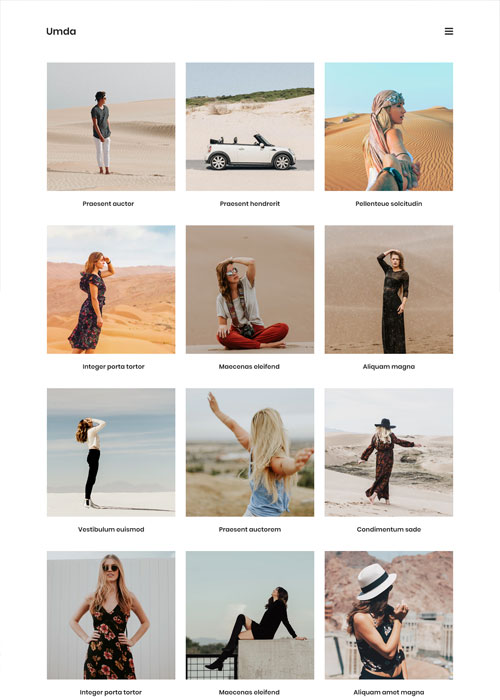 Umda
Praesent auctor
Praesent hendrerit
Pellenteue solcitudin
Integer porta tortor
Maecenas eleifend
Aliquam magna
Vestibulum euismod
Praesent auctorem
Condimentum sade
Integer porta tortor
Maecenas eleifend
Aliquam amet magna